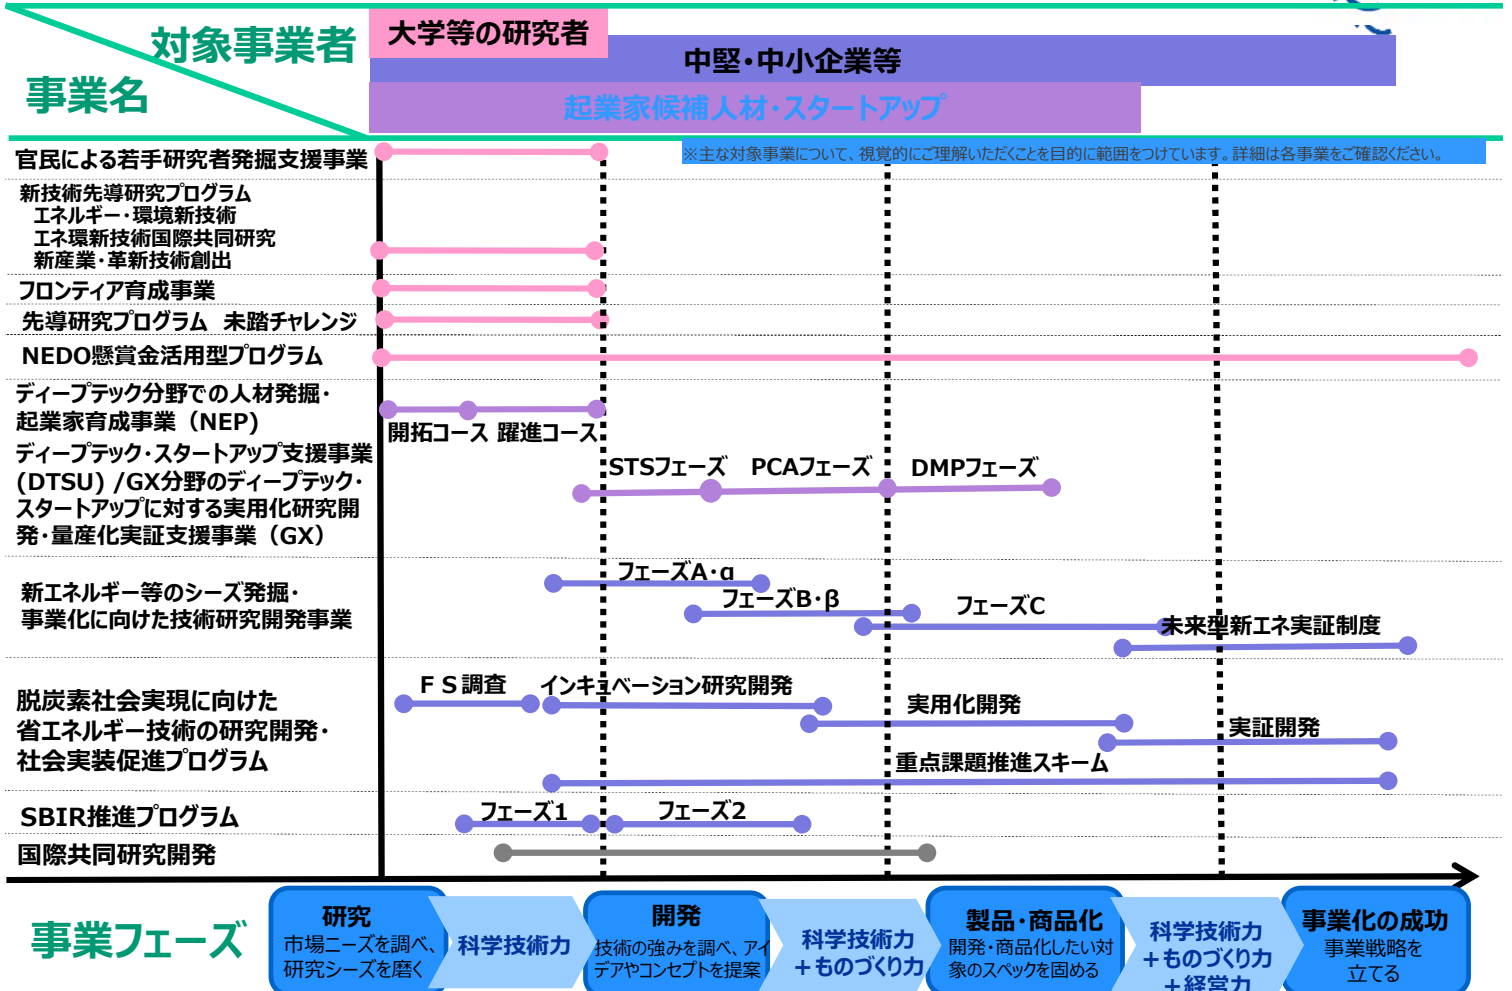 対象事業者
事業名
大学等の研究者
中堅・中小企業等
起業家候補人材・スタートアップ
※主な対象事業について、視覚的にご理解いただくことを目的に範囲をつけています。詳細は各事業をご確認ください。
官民による若手研究者発掘支援事業
新技術先導研究プログラム
エネルギー・環境新技術
エネ環新技術国際共同研究
新産業・革新技術創出
フロンティア育成事業
先導研究プログラム 未踏チャレンジ
NEDO懸賞金活用型プログラム
ディープテック分野での人材発掘・
起業家育成事業（NEP)
開拓コース 躍進コース
ディープテック・スタートアップ支援事業
(DTSU) /GX分野のディープテック・
スタートアップに対する実用化研究開
発・量産化実証支援事業（GX）
STSフェーズ PCAフェーズ DMPフェーズ
新エネルギー等のシーズ発掘・
事業化に向けた技術研究開発事業
フェーズA・α
フェーズB・β
フェーズC
未来型新エネ実証制度
脱炭素社会実現に向けた
省エネルギー技術の研究開発・
社会実装促進プログラム
ＦＳ調査
インキュベーション研究開発
実用化開発
実証開発
重点課題推進スキーム
SBIR推進プログラム
フェーズ1
フェーズ2
国際共同研究開発
事業フェーズ
研究
市場ニーズを調べ、
研究シーズを磨く
科学技術力
開発
技術の強みを調べ、アイ
デアやコンセプトを提案
科学技術力
＋ものづくり力
製品・商品化
開発・商品化したい対
象のスペックを固める
科学技術力
＋ものづくり力
＋経営力
事業化の成功
事業戦略を
立てる